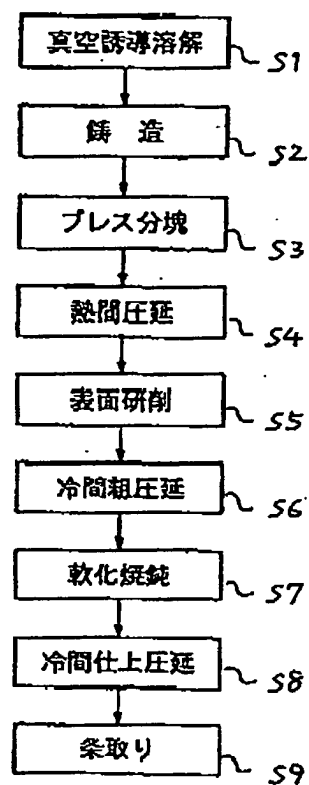 真空誘導溶解 S1
鋳 造 S2
プレス分塊 S3
熱間圧延 S4
表面研削 S5
冷間粗圧延 S6
軟化焼鈍 S7
冷間仕上圧延 S8
条取り S9